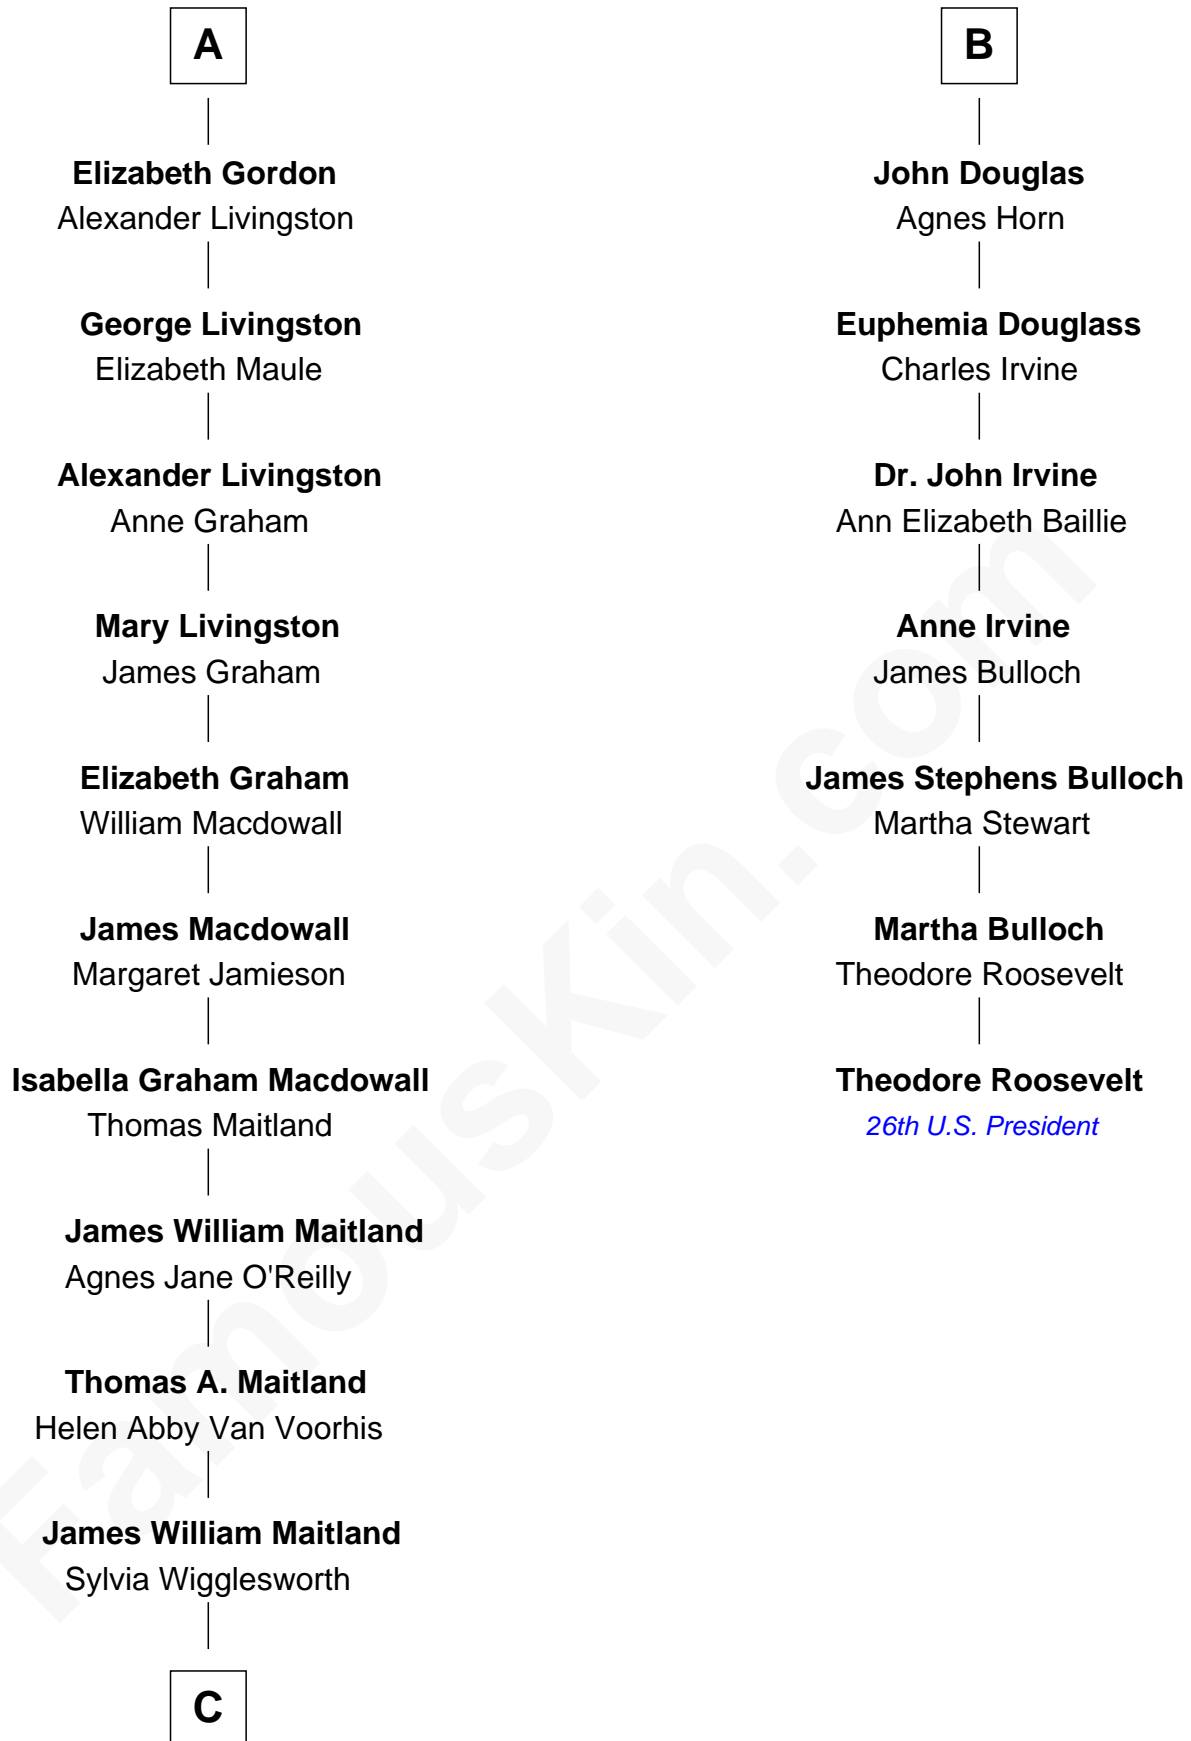 A
Elizabeth Gordon
Alexander Livingston
George Livingston
Elizabeth Maule
Alexander Livingston
Anne Graham
Mary Livingston
James Graham
Elizabeth Graham
William Macdowall
James Macdowall
Margaret Jamieson
Isabella Graham Macdowall
Thomas Maitland
James William Maitland
Agnes Jane O'Reilly
Thomas A. Maitland
Helen Abby Van Voorhis
James William Maitland
Sylvia Wigglesworth
C
B
John Douglas
Agnes Horn
Euphemia Douglass
Charles Irvine
Dr. John Irvine
Ann Elizabeth Baillie
Anne Irvine
James Bulloch
James Stephens Bulloch
Martha Stewart
Martha Bulloch
Theodore Roosevelt
Theodore Roosevelt
26th U.S. President
FamousKin.com